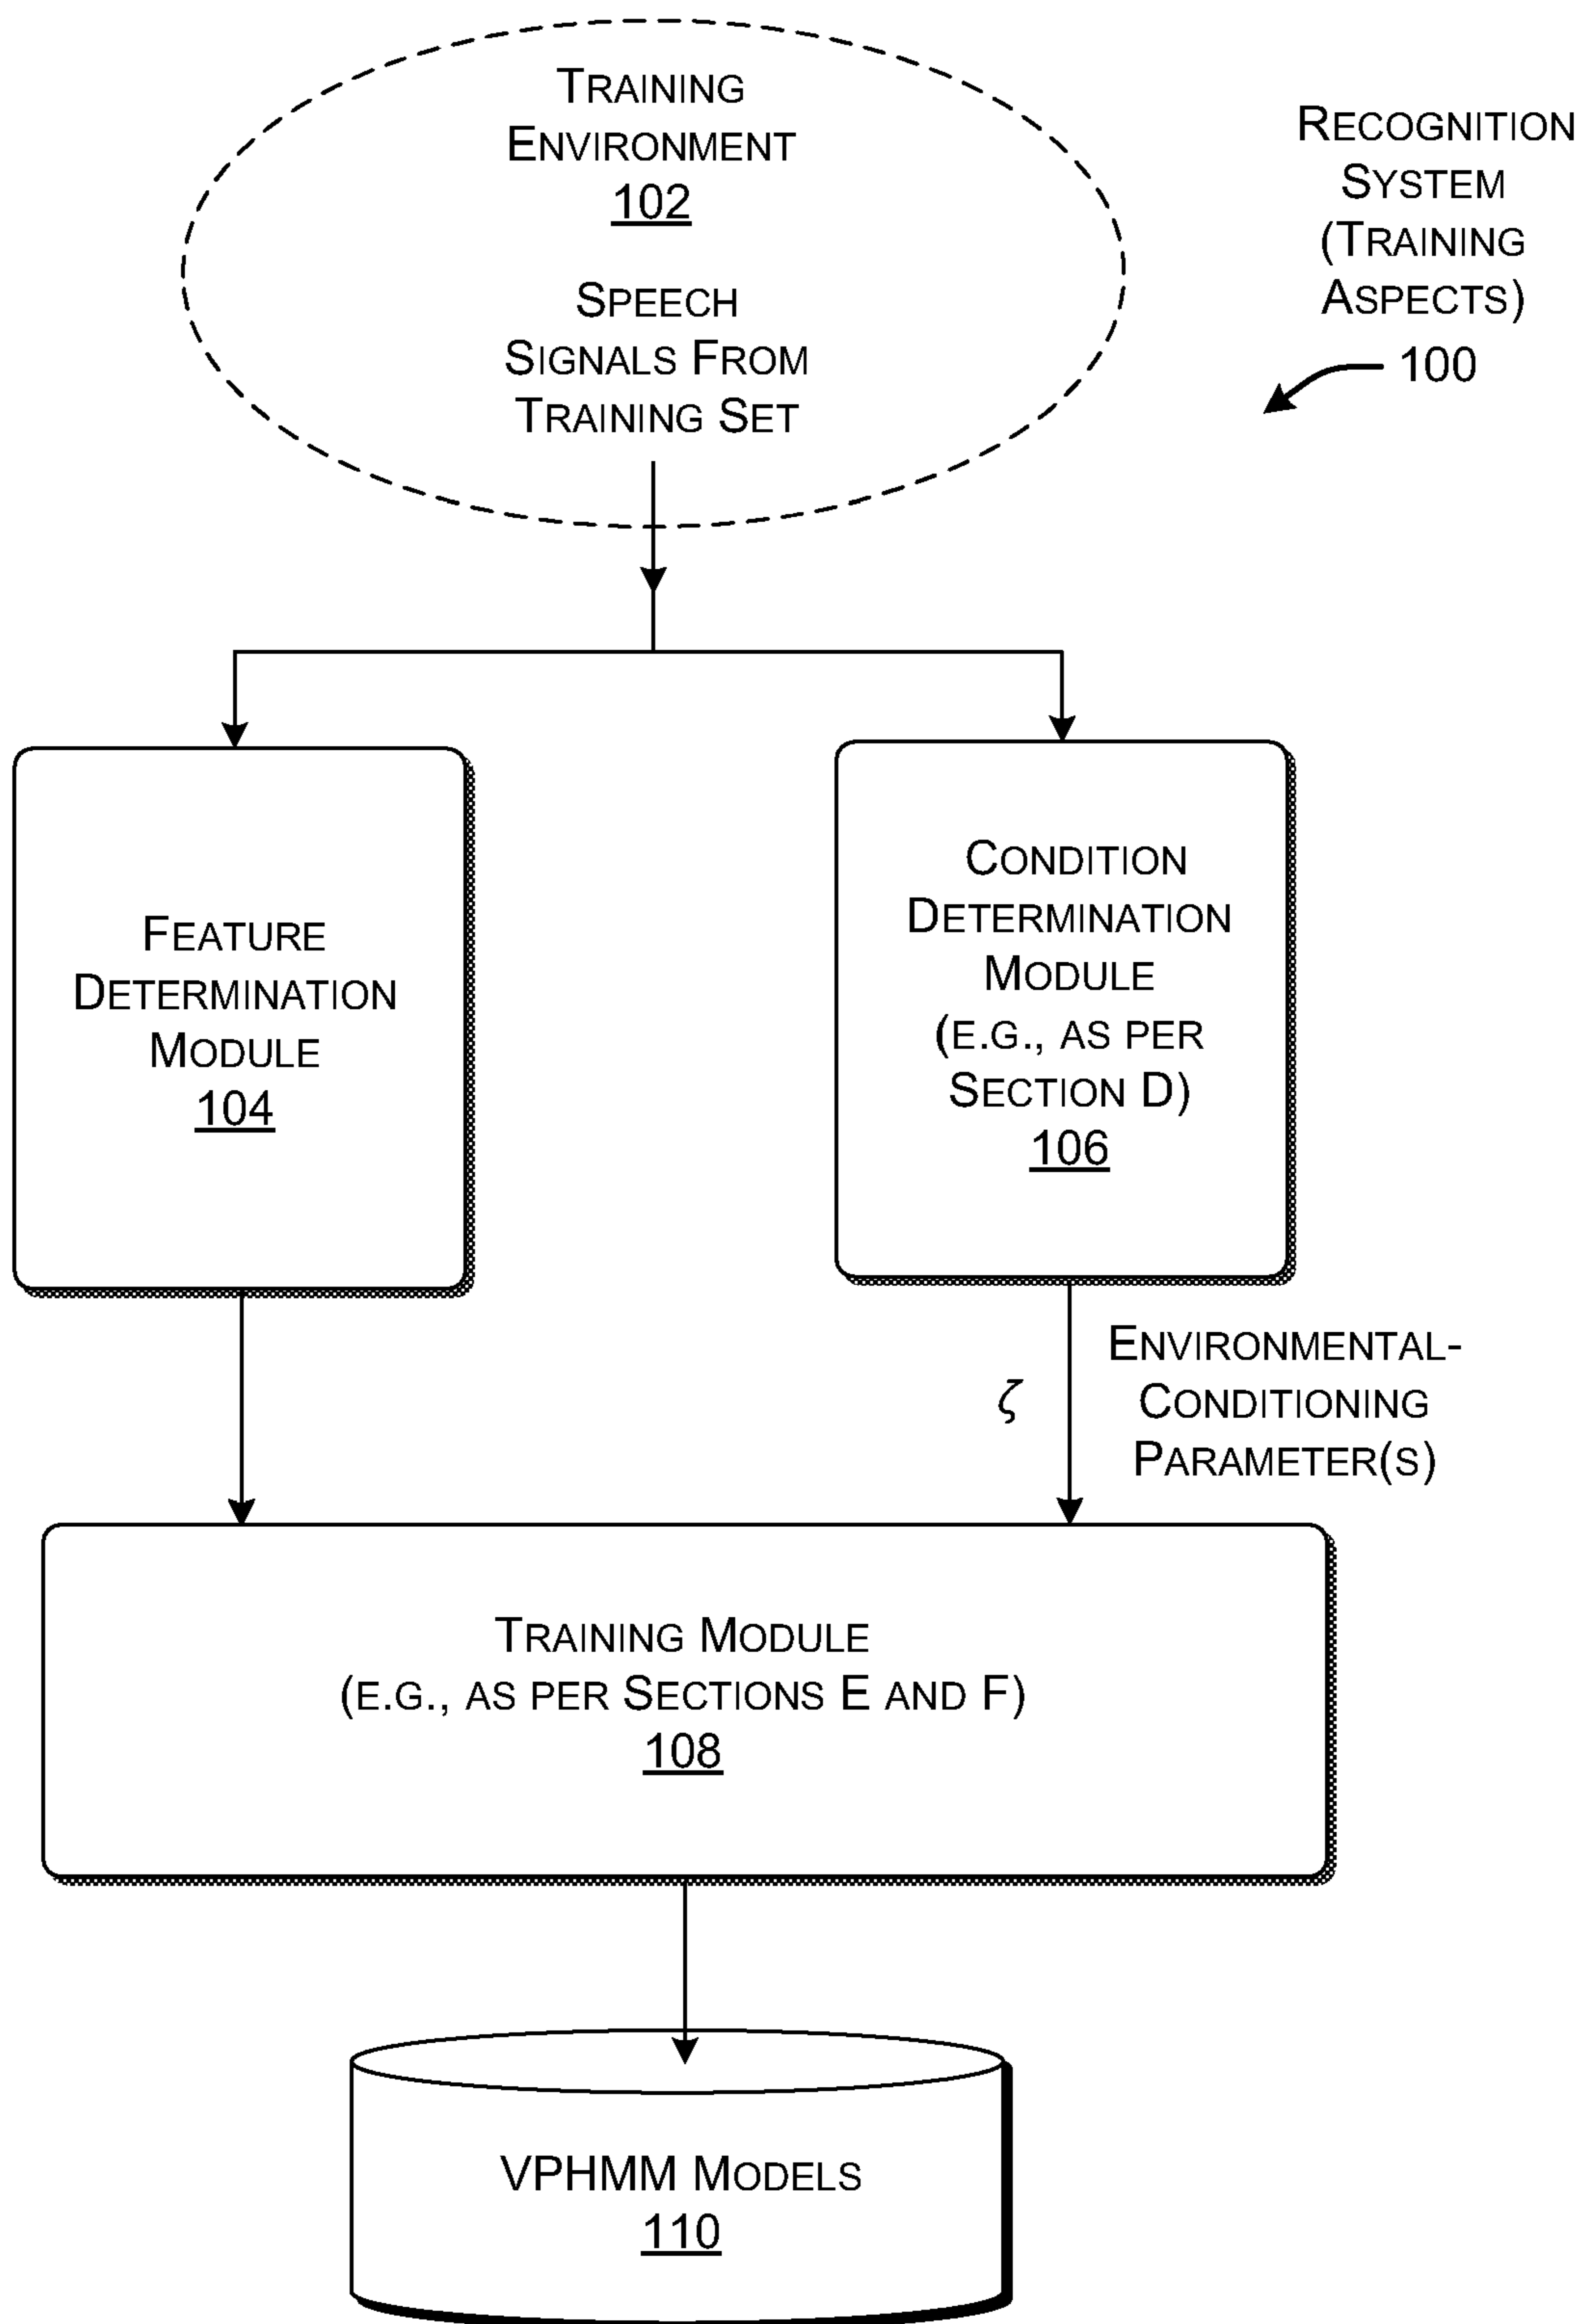 TRAINING
ENVIRONMENT
102
SPEECH
SIGNALS FROM
TRAINING SET
RECOGNITION
SYSTEM
(TRAINING
ASPECTS)
100
FEATURE
DETERMINATION
MODULE
104
CONDITION
DETERMINATION
MODULE
(E.G., AS PER
SECTION D)
106
ζ
ENVIRONMENTAL-
CONDITIONING
PARAMETER(S)
TRAINING MODULE
(E.G., AS PER SECTIONS E AND F)
108
VPHMM MODELS
110